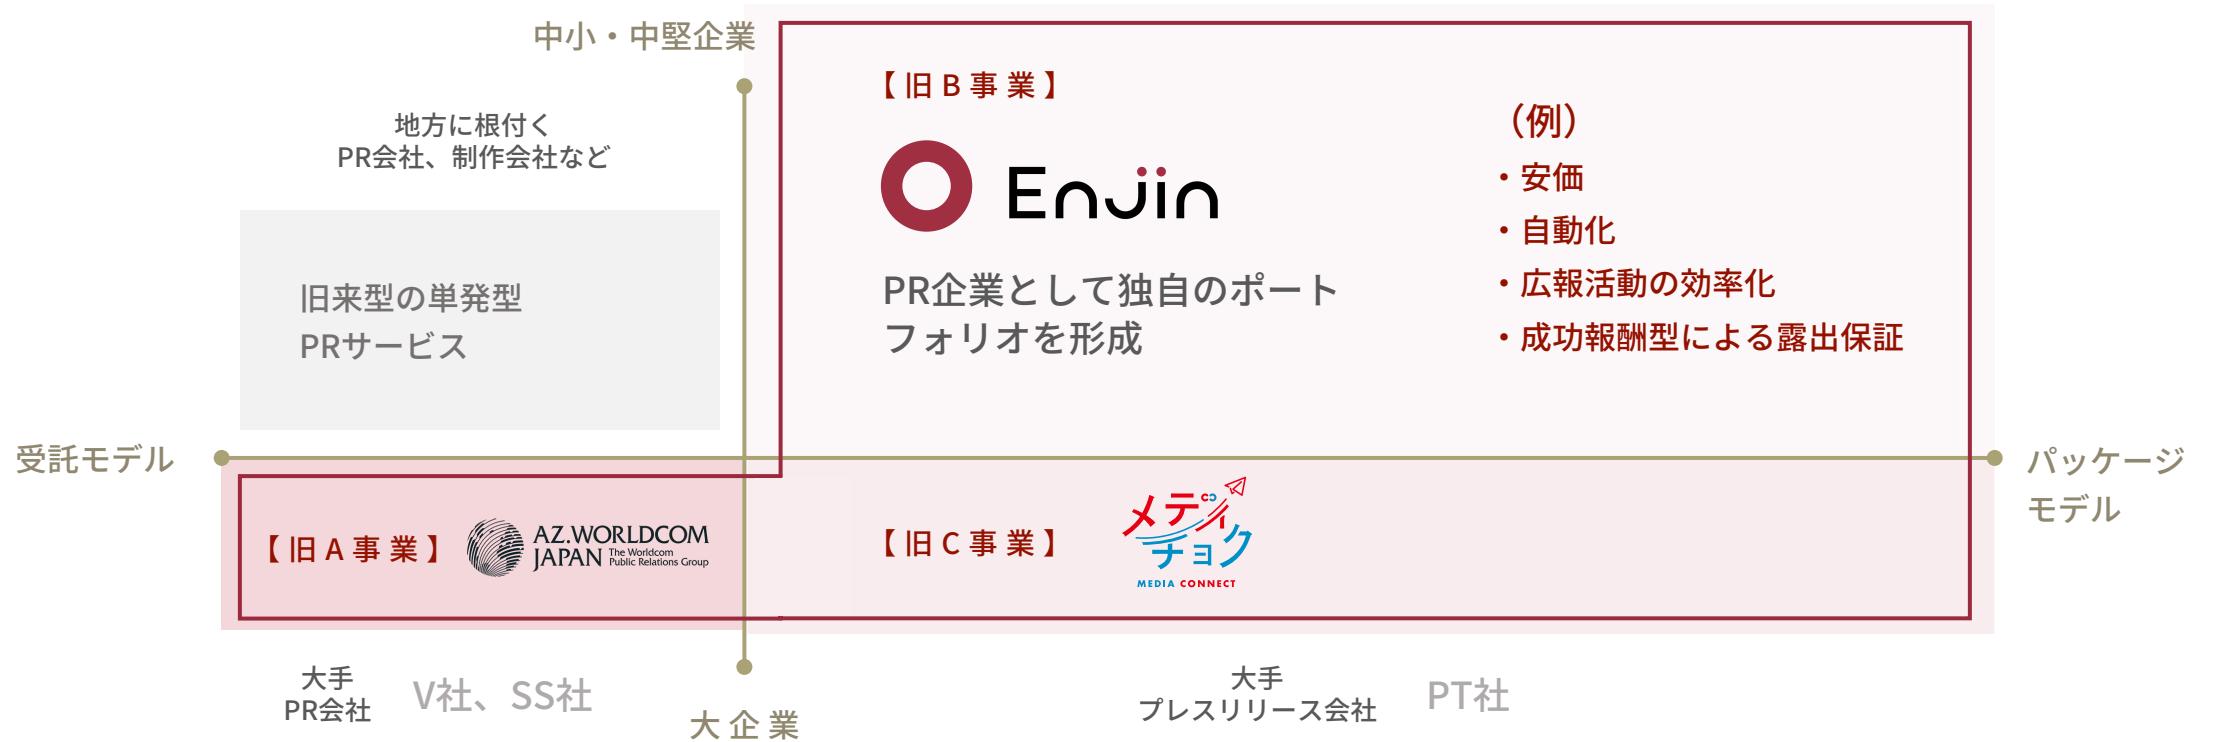 中小・中堅企業
地方に根付く
PR会社、制作会社など
旧来型の単発型
PRサービス
【旧B事業】
Enjin
PR企業として独自のポート
フォリオを形成
（例）
・安価
・自動化
・広報活動の効率化
・成功報酬型による露出保証
受託モデル
パッケージ
モデル
【旧A事業】
AZ.WORLDCOM
JAPAN
The Worldcom
Public Relations Group
【旧C事業】
メディ
チョク
MEDIA CONNECT
大手
PR会社
V社、SS社
大企業
大手
プレスリリース会社
PT社